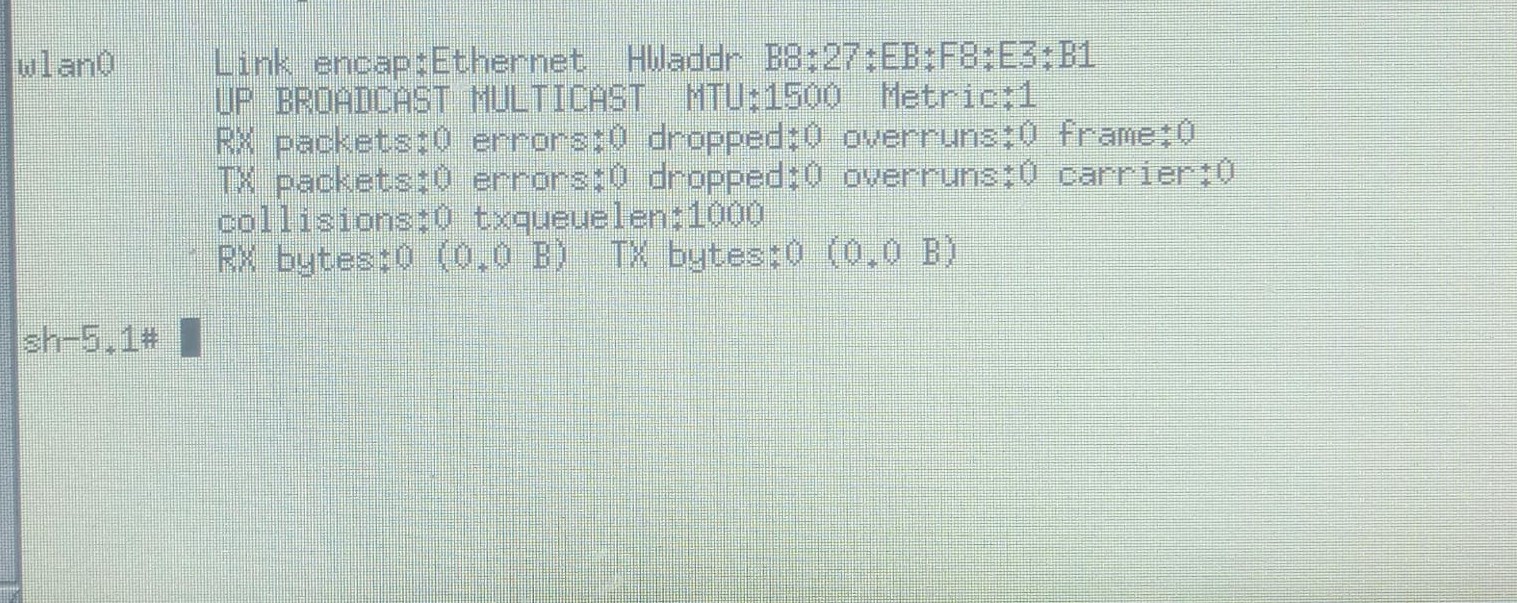 wlan0 Link encap:Ethernet HWaddr B8:27:EB:F8:E3:B1
UP BROADCAST MULTICAST MTU:1500 Metric:1
RX packets:0 errors:0 dropped:0 overruns:0 frame:0
TX packets:0 errors:0 dropped:0 overruns:0 carrier:0
collisions:0 txqueuelen:1000
RX bytes:0 (0.0 B) TX bytes:0 (0.0 B)
sh-5.1#